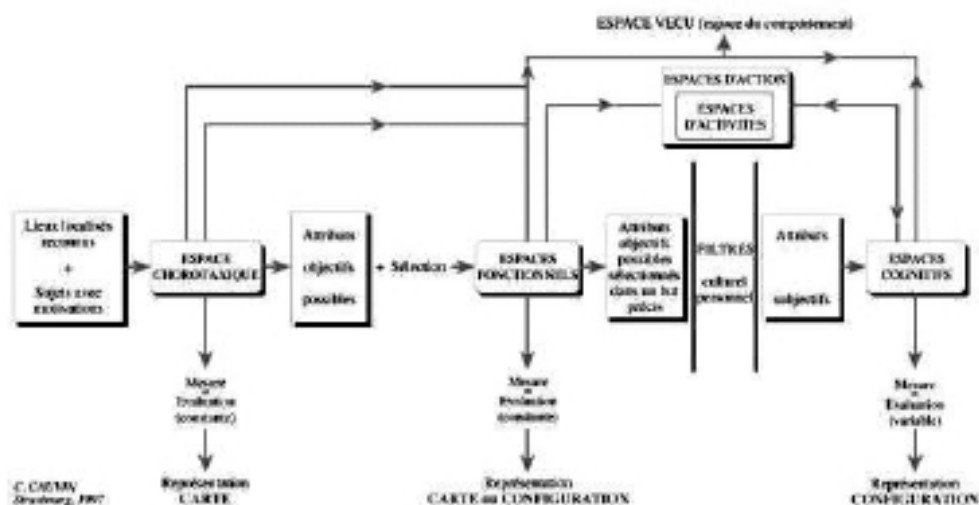 ESPACE VECU (espace du comportement)
ESPACES D'ACTION
ESPACES
D'ACTIVITES
Lieux localisés
reconnus
+
Sujets avec
motivations
ESPACE
CHOROTAXIQUE
Attributs
objectifs
possibles
+ Sélection
ESPACES
FONCTIONNELS
Attributs
objectifs
possibles
sélectionnés
dans un but
précis
FILTRES
culturel
personnel
Attributs
subjectifs
ESPACES
COGNITIFS
Mesure
=
Evaluation
(constante)
Représentation
CARTE
Mesure
=
Evaluation
(constante)
Représentation
CARTE ou CONFIGURATION
Mesure
=
Evaluation
(variable)
Représentation
CONFIGURATION
C. CAUVIN
Strasbourg, 1997